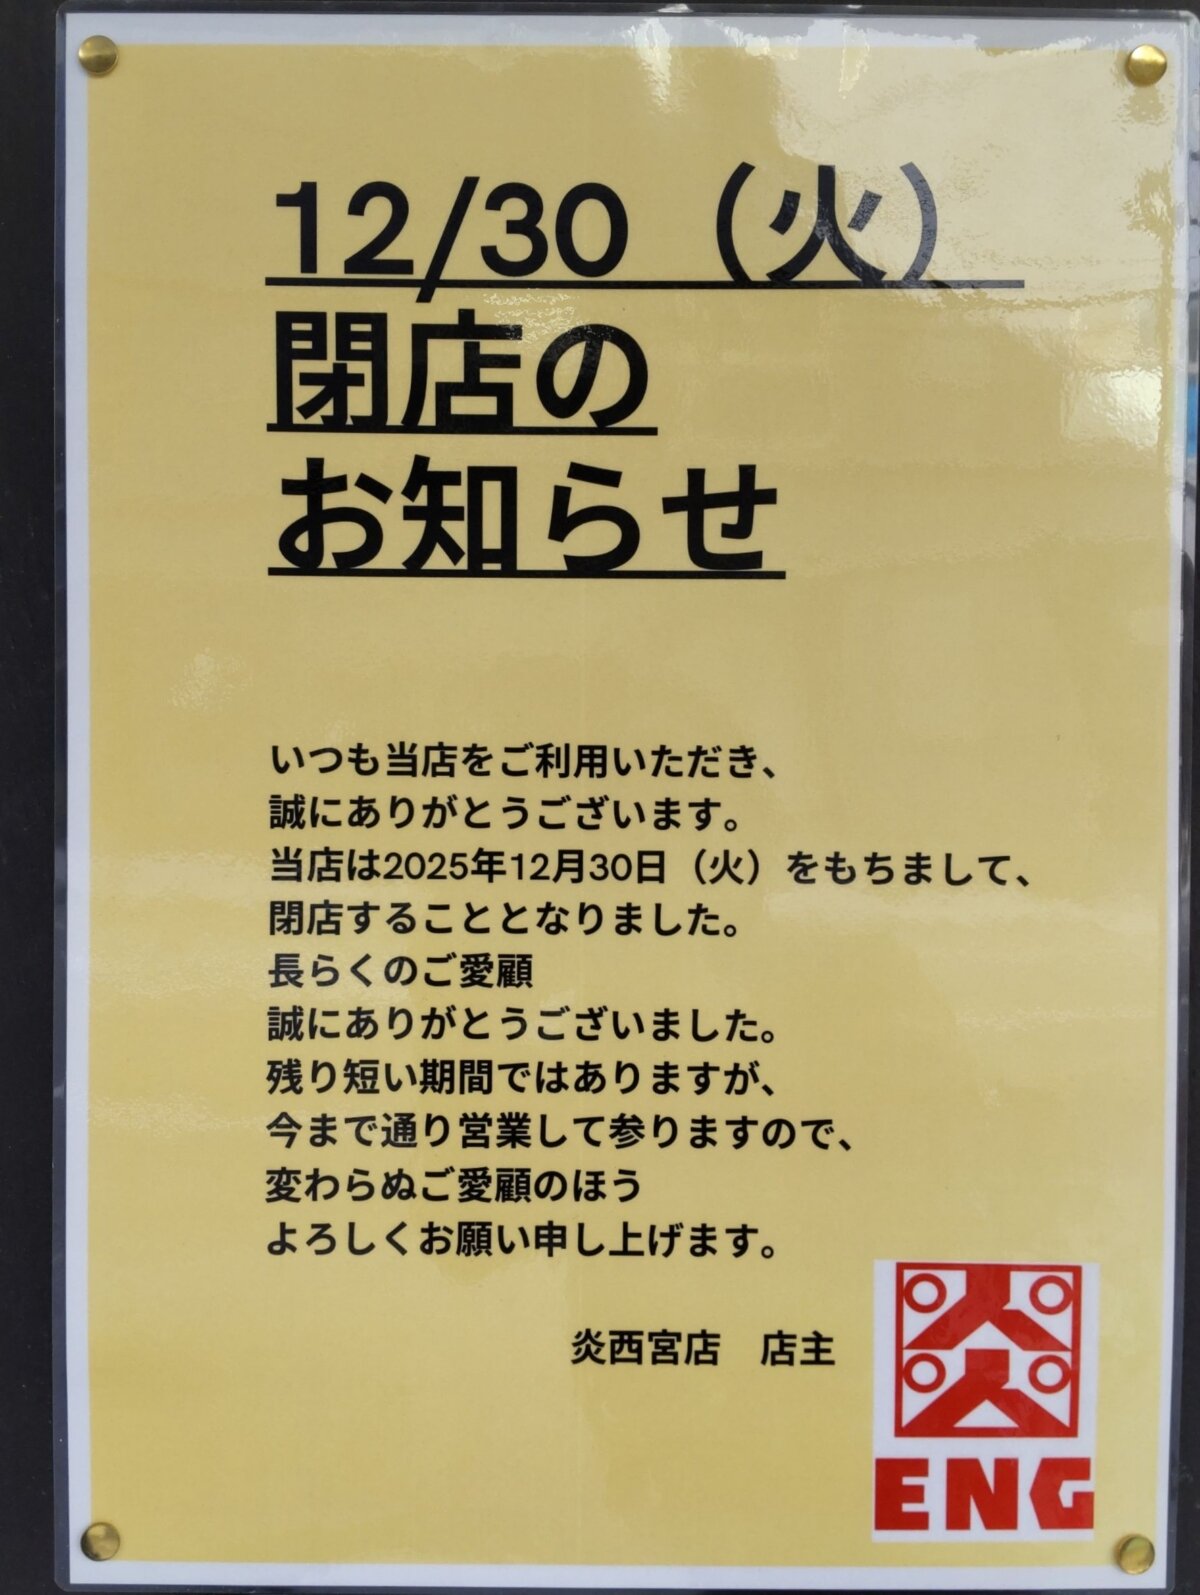 12/30（火）
閉店の
お知らせ
いつも当店をご利用いただき、
誠にありがとうございます。
当店は2025年12月30日（火）をもちまして、
閉店することとなりました。
長らくのご愛顧
誠にありがとうございました。
残り短い期間ではありますが、
今まで通り営業して参りますので、
変わらぬご愛顧のほう
よろしくお願い申し上げます。
炎西宮店　店主
炎
ENG